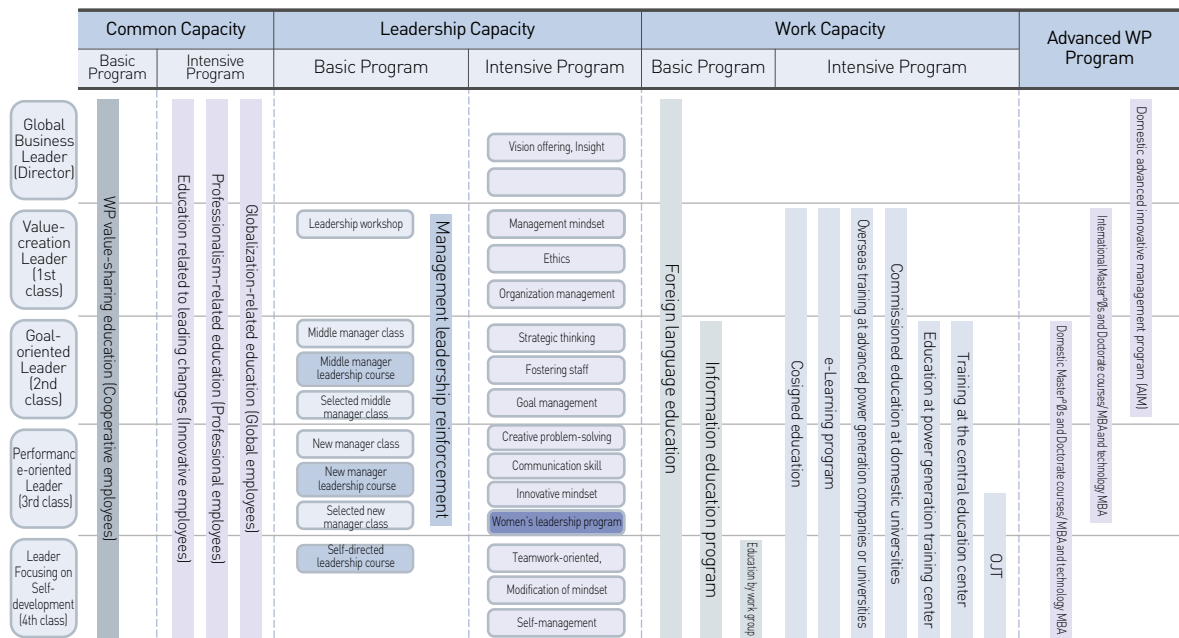 Common Capacity
Leadership Capacity
Work Capacity
Advanced WP
Program
Basic
Program
Intensive
Program
Basic Program
Intensive Program
Basic Program
Intensive Program
Global
Business
Leader
(Director)
Value-
creation
Leader
(1st
class)
Goal-
oriented
Leader
(2nd
class)
Performanc
e-oriented
Leader
(3rd class)
Leader
Focusing on
Self-
development
(4th class)
WP value-sharing education (Cooperative employees)
Education related to leading changes (Innovative employees)
Professionalism-related education (Professional employees)
Globalization-related education (Global employees)
Leadership workshop
Middle manager class
Middle manager
leadership course
Selected middle
manager class
New manager class
New manager
leadership course
Selected new
manager class
Self-directed
leadership course
Management leadership reinforcement
Vision offering, Insight
Management mindset
Ethics
Organization management
Strategic thinking
Fostering staff
Goal management
Creative problem-solving
Communication skill
Innovative mindset
Women's leadership program
Teamwork-oriented,
Modification of mindset
Self-management
Foreign language education
Information education program
Education by work group
Cosigned education
e-Learning program
Overseas training at advanced power generation companies or universities
Commissioned education at domestic universities
Education at power generation training center
Training at the central education center
OJT
Domestic Masterª™s and Doctorate courses/ MBA and technology MBA
International Masterª™s and Doctorate courses/ MBA and technology MBA
Domestic advanced innovative management program (AIM)